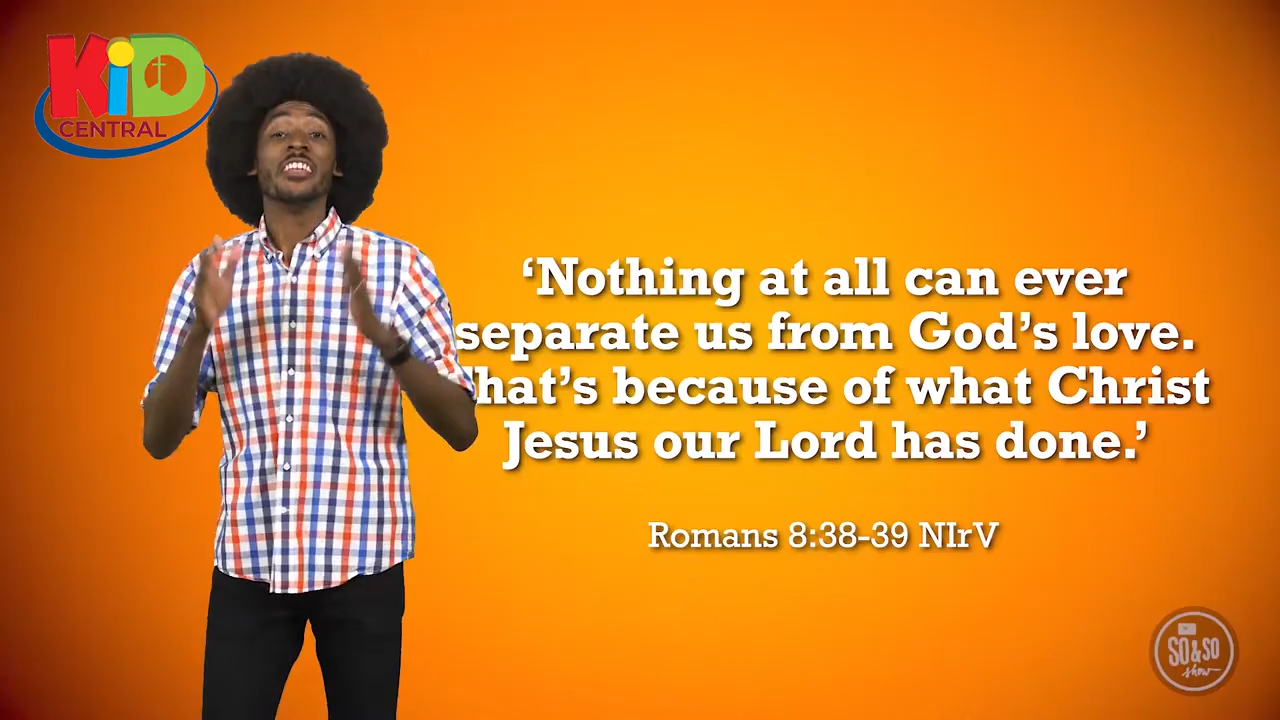 KiD
CENTRAL
‘Nothing at all can ever
separate us from God’s love.
hat’s because of what Christ
Jesus our Lord has done.’
Romans 8:38-39 NIrV
SO & SO
show